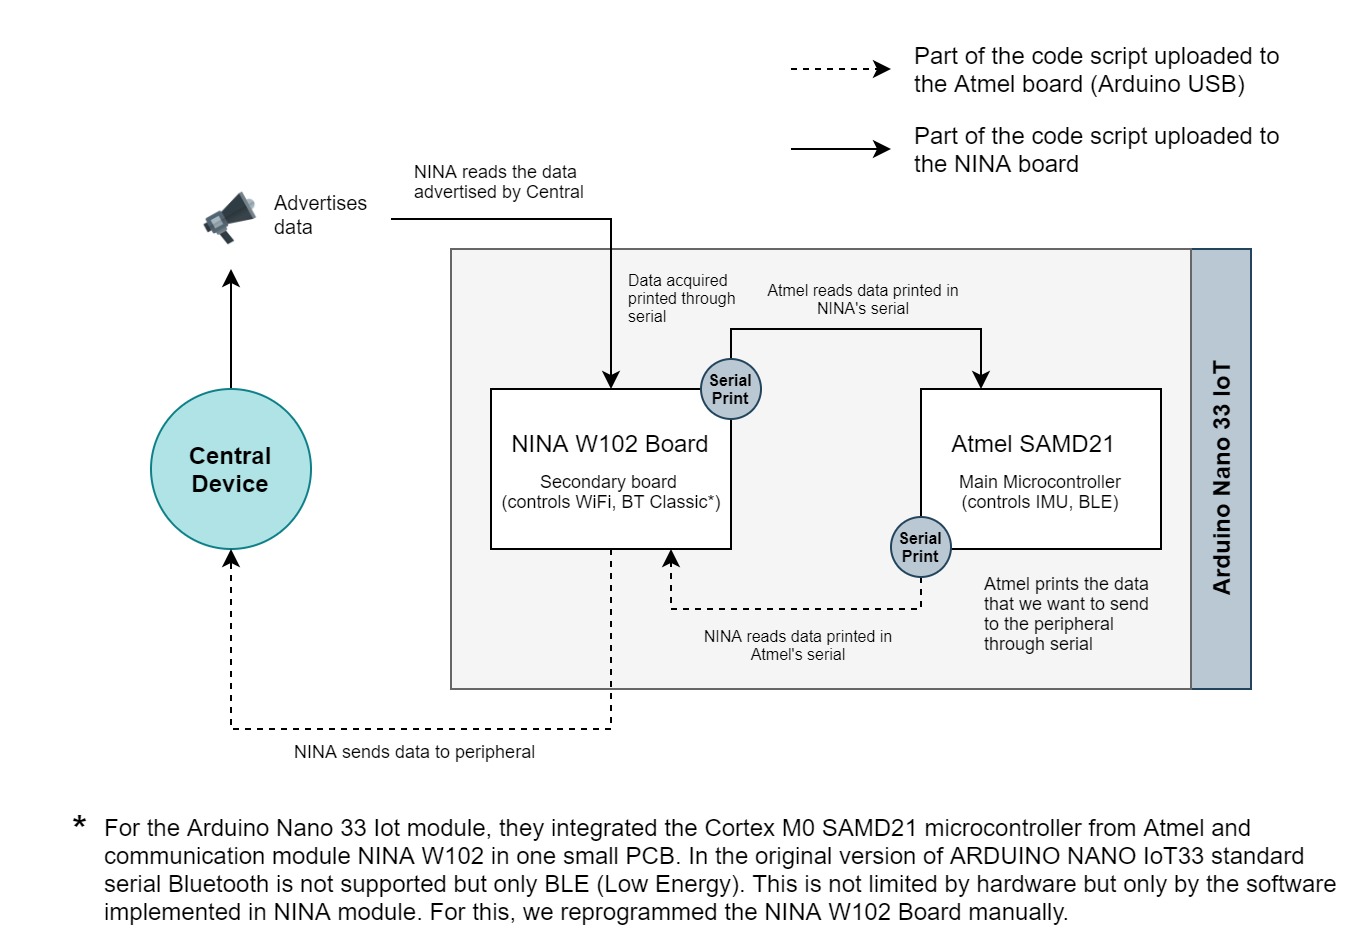 Part of the code script uploaded to
the Atmel board (Arduino USB)
Part of the code script uploaded to
the NINA board
NINA reads the data
advertised by Central
Advertises
data
Data acquired
printed through
serial
Atmel reads data printed in
NINA's serial
Serial
Print
NINA W102 Board
Secondary board
(controls WiFi, BT Classic*)
Atmel SAMD21
Main Microcontroller
(controls IMU, BLE)
Arduino Nano 33 IoT
Central
Device
Serial
Print
Atmel prints the data
that we want to send
to the peripheral
through serial
NINA reads data printed in
Atmel's serial
NINA sends data to peripheral
* For the Arduino Nano 33 Iot module, they integrated the Cortex M0 SAMD21 microcontroller from Atmel and
communication module NINA W102 in one small PCB. In the original version of ARDUINO NANO IoT33 standard
serial Bluetooth is not supported but only BLE (Low Energy). This is not limited by hardware but only by the software
implemented in NINA module. For this, we reprogrammed the NINA W102 Board manually.